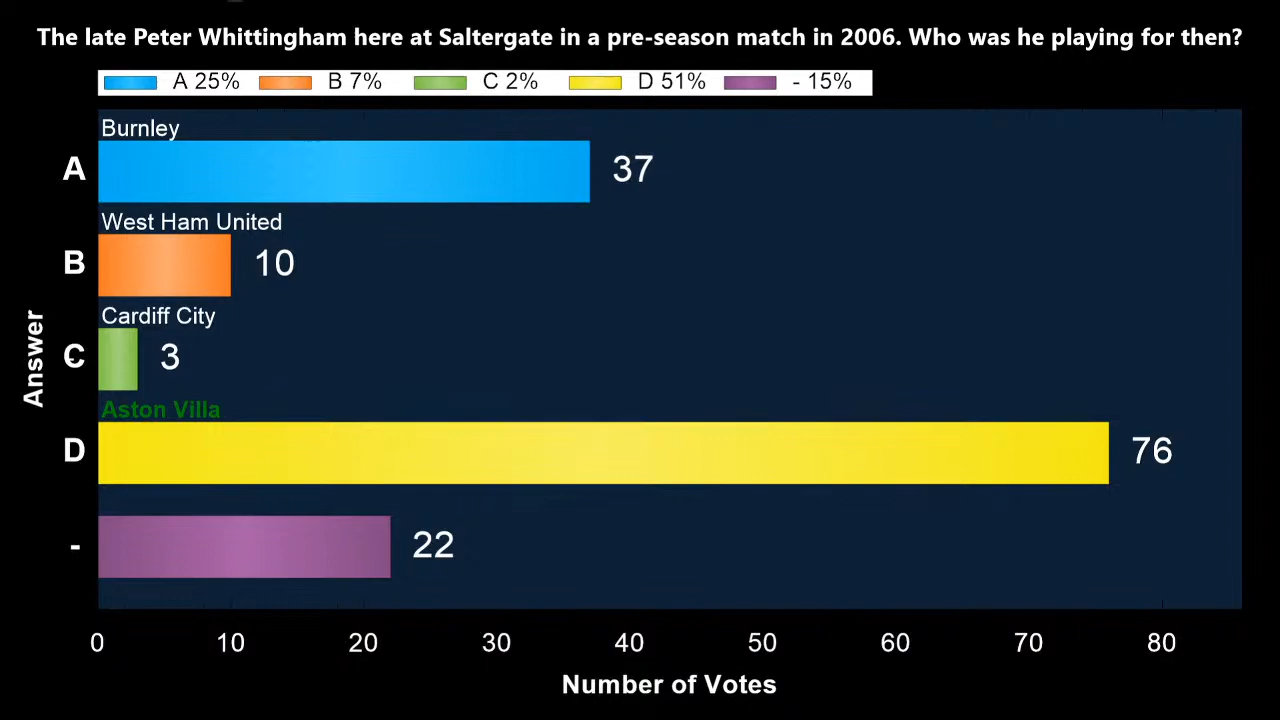 The late Peter Whittingham here at Saltergate in a pre-season match in 2006. Who was he playing for then?
A 25% B 7% C 2% D 51% - 15%
Burnley
A 37
West Ham United
B 10
Cardiff City
C 3
Aston Villa
D 76
- 22
Answer
0 10 20 30 40 50 60 70 80
Number of Votes